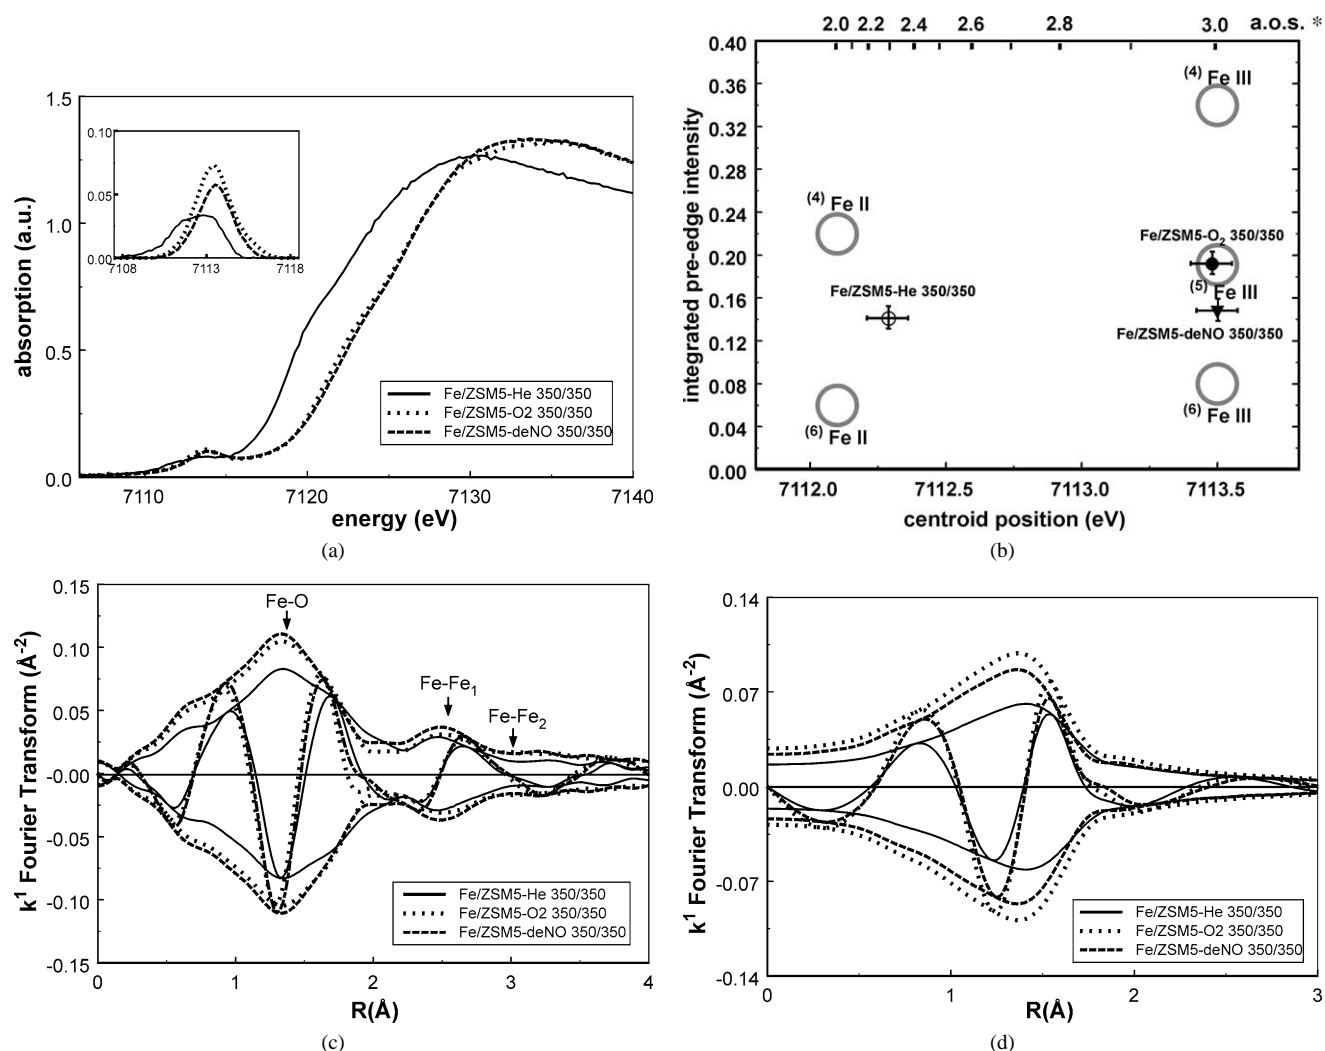 1.5
1.0
0.5
0.0
absorption (a.u.)
0.10
0.05
0.00
7108
7113
7118
Fe/ZSM5-He 350/350
Fe/ZSM5-O2 350/350
Fe/ZSM5-deNO 350/350
7110
7120
7130
7140
energy (eV)
(a)
2.0 2.2 2.4 2.6 2.8 3.0 a.o.s. *
0.40
0.36
0.32
0.28
0.24
0.20
0.16
0.12
0.08
0.04
0.00
integrated pre-edge intensity
(4) Fe III
(4) Fe II
Fe/ZSM5-O2 350/350
(5) Fe III
Fe/ZSM5-He 350/350
Fe/ZSM5-deNO 350/350
(6) Fe II
(6) Fe III
7112.0
7112.5
7113.0
7113.5
centroid position (eV)
(b)
0.15
0.10
0.05
-0.00
-0.05
-0.10
-0.15
k1 Fourier Transform (Å-2)
Fe-O
Fe-Fe1
Fe-Fe2
Fe/ZSM5-He 350/350
Fe/ZSM5-O2 350/350
Fe/ZSM5-deNO 350/350
0
1
2
3
4
R(Å)
(c)
0.14
0.07
0.00
-0.07
-0.14
k1 Fourier Transform (Å-2)
Fe/ZSM5-He 350/350
Fe/ZSM5-O2 350/350
Fe/ZSM5-deNO 350/350
0
1
2
3
R(Å)
(d)